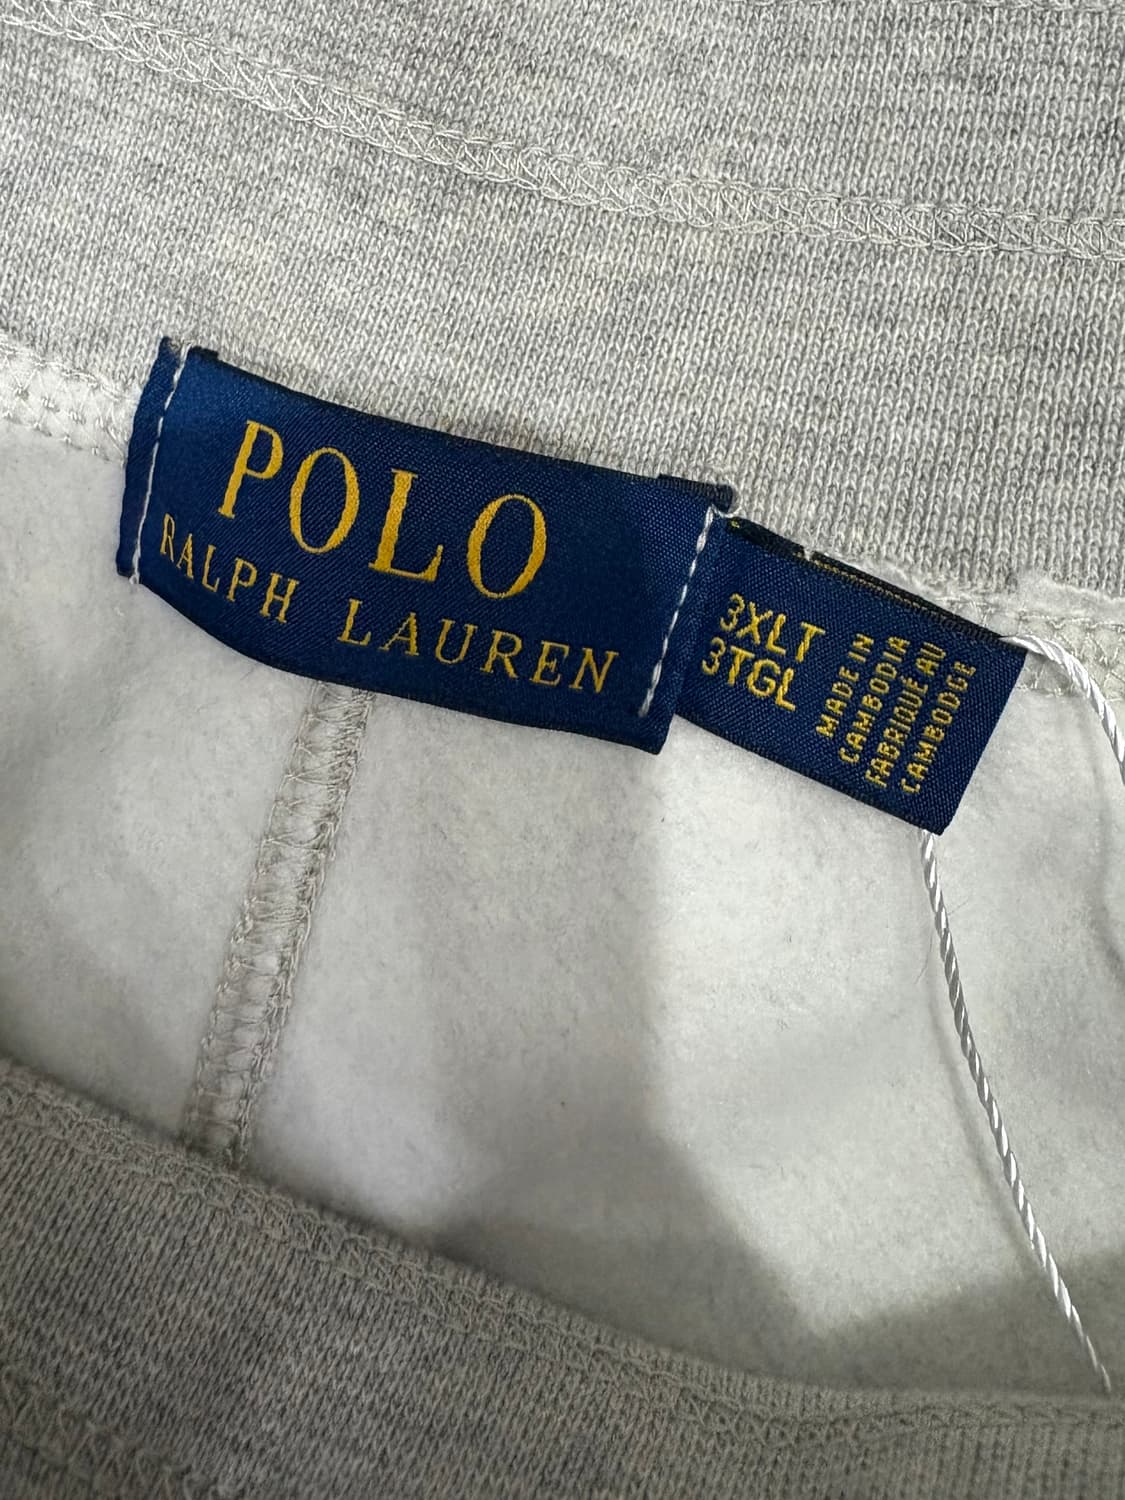 POLO
RALPH LAUREN
3XLT
3TGL
MADE IN
CAMBODIA
FABRIQUÉ AU
CAMBODGE